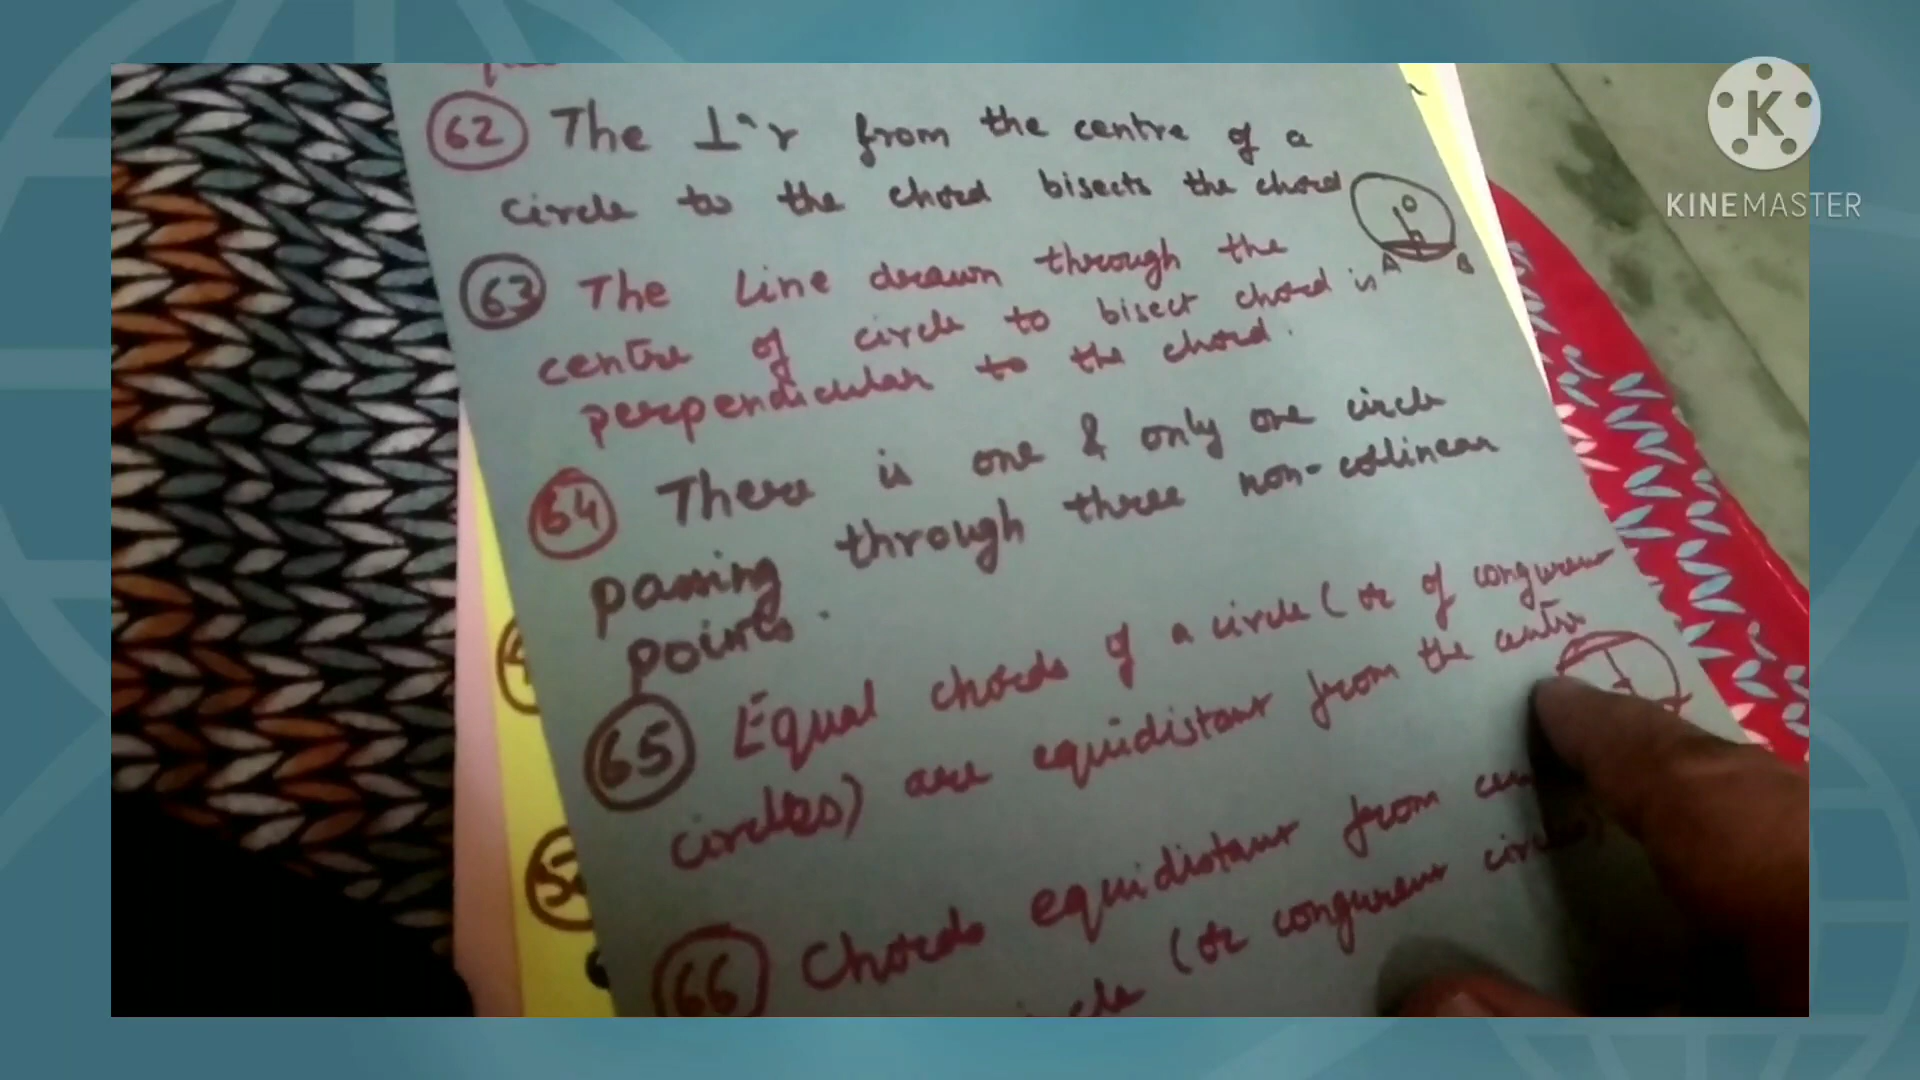 62 The ⊥^r from the centre of a
circle to the chord bisects the chord
O
A B
63 The Line drawn through the
centre of circle to bisect chord is
perpendicular to the chord.
64 There is one & only one circle
passing through three non-collinear
points.
65 Equal chords of a circle (or of congurent
circles) are equidistant from the centre
66 Chords equidistant from
(or congurent
K
KINEMASTER